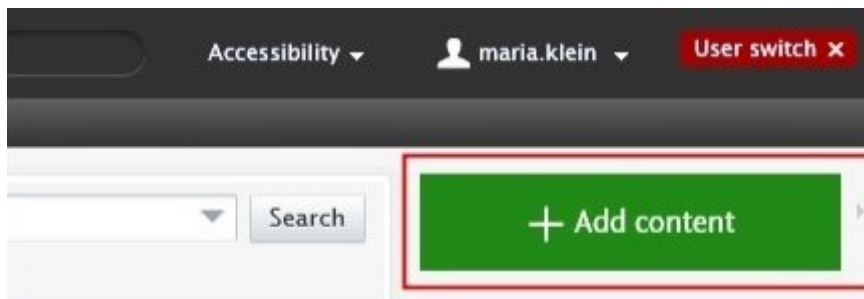 Accessibility maria.klein User switch ×
Search + Add content